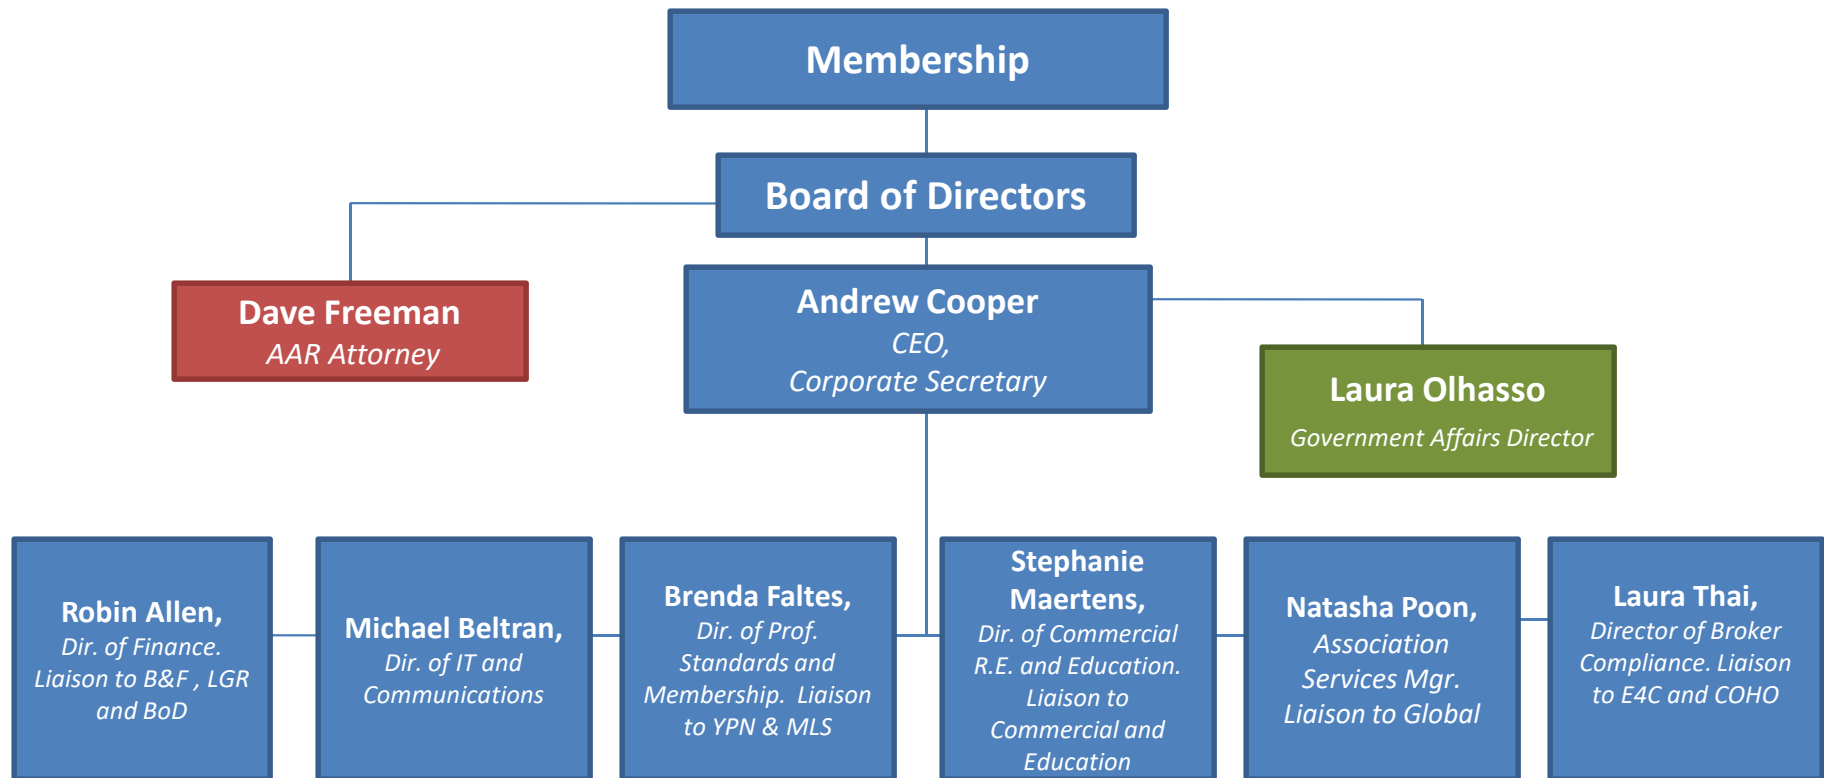 Membership
Board of Directors
Dave Freeman
AAR Attorney
Andrew Cooper
CEO,
Corporate Secretary
Laura Olhasso
Government Affairs Director
Robin Allen,
Dir. of Finance.
Liaison to B&F , LGR
and BoD
Michael Beltran,
Dir. of IT and
Communications
Brenda Faltes,
Dir. of Prof.
Standards and
Membership.  Liaison
to YPN & MLS
Stephanie
Maertens,
Dir. of Commercial
R.E. and Education.
Liaison to
Commercial and
Education
Natasha Poon,
Association
Services Mgr.
Liaison to Global
Laura Thai,
Director of Broker
Compliance. Liaison
to E4C and COHO